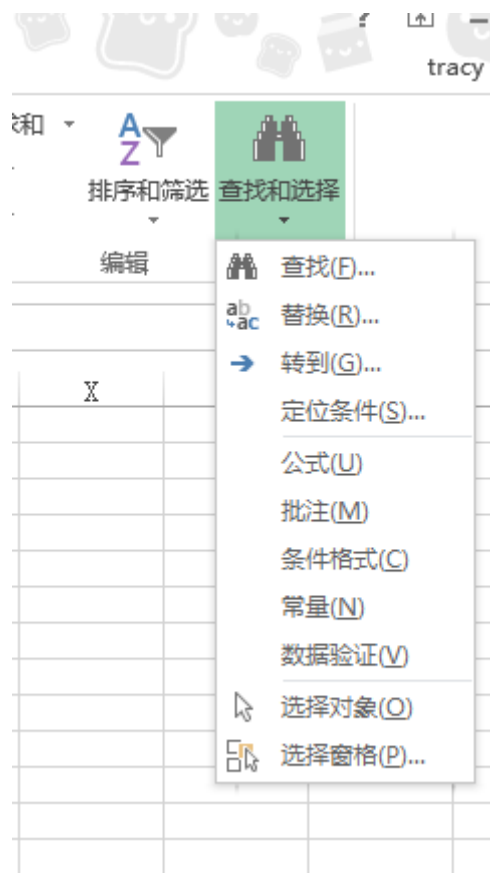 ?
tracy
求和
排序和筛选
查找和选择
编辑
查找(F)...
替换(R)...
转到(G)...
定位条件(S)...
公式(U)
批注(M)
条件格式(C)
常量(N)
数据验证(V)
选择对象(O)
选择窗格(P)...
X